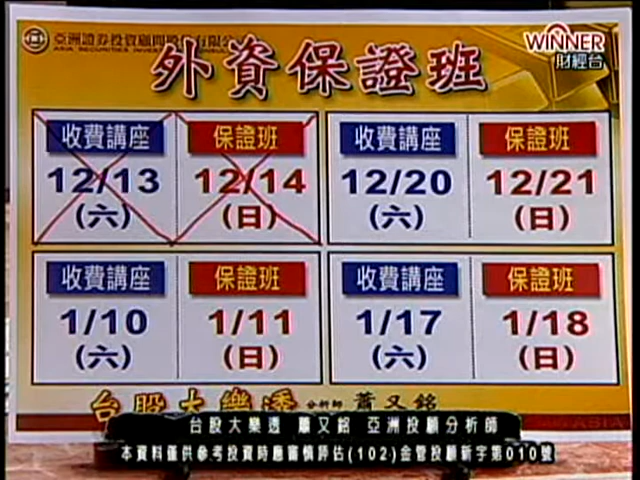 亞洲證券投資顧問股份有限公
WINNER
財經台
外資保證班
收費講座 保證班 收費講座 保證班
12/13 12/14 12/20 12/21
(六) (日) (六) (日)
收費講座 保證班 收費講座 保證班
1/10 1/11 1/17 1/18
(六) (日) (六) (日)
台股大樂透 分析師 蕭又銘
台股大樂透 蕭又銘 亞洲投顧分析師
本資料僅供參考投資時應審慎評估(102)金管投顧新字第010號